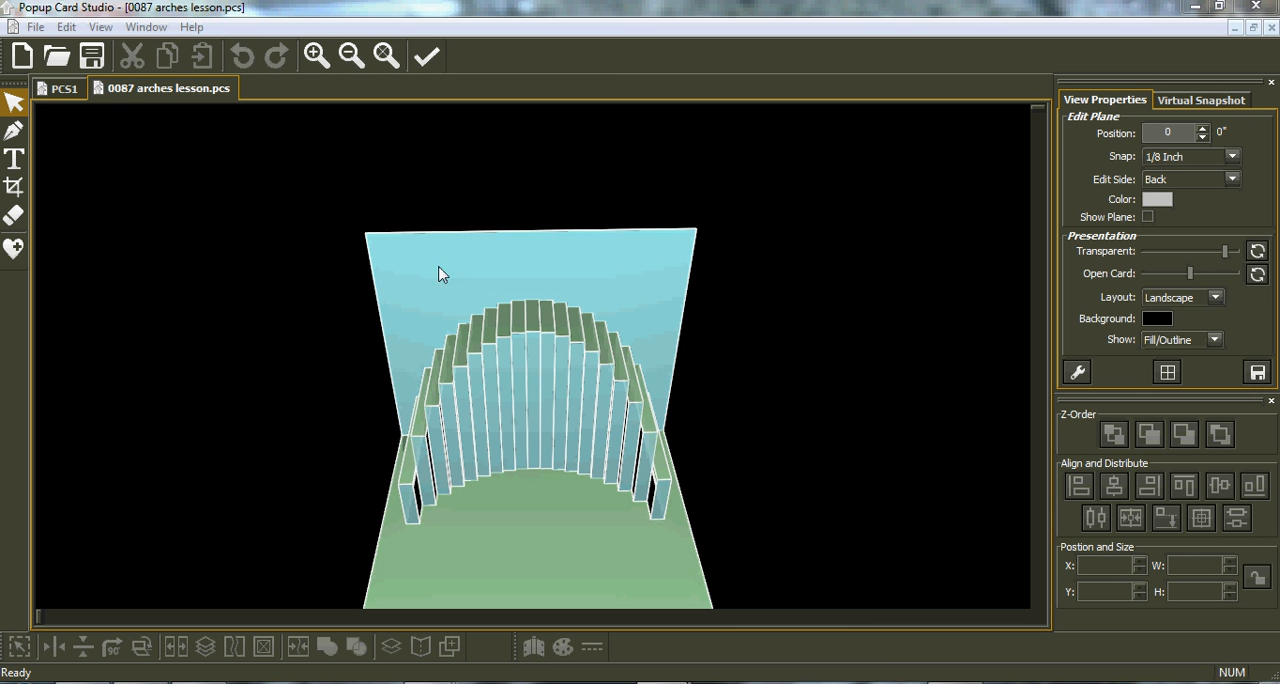 Popup Card Studio - [0087 arches lesson.pcs]
File Edit View Window Help
PCS1 0087 arches lesson.pcs
View Properties Virtual Snapshot
Edit Plane
Position: 0 0"
Snap: 1/8 Inch
Edit Side: Back
Color:
Show Plane:
Presentation
Transparent:
Open Card:
Layout: Landscape
Background:
Show: Fill/Outline
Z-Order
Align and Distribute
Postion and Size
X: W:
Y: H:
T
90°
Ready NUM